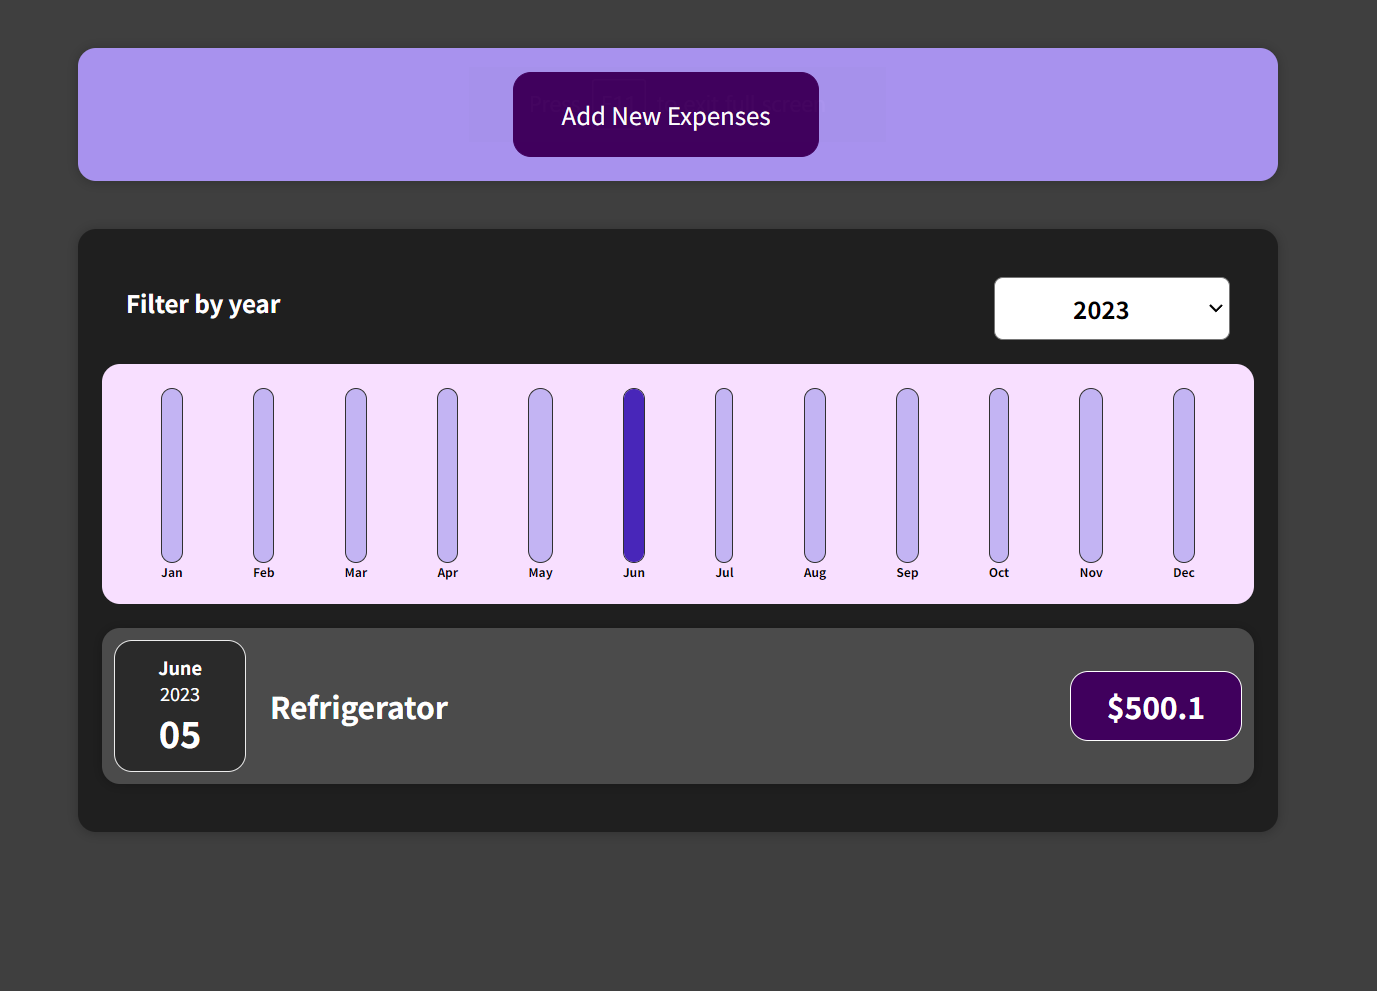 Add New Expenses
Filter by year
2023
Jan Feb Mar Apr May Jun Jul Aug Sep Oct Nov Dec
June
2023
05
Refrigerator
$500.1